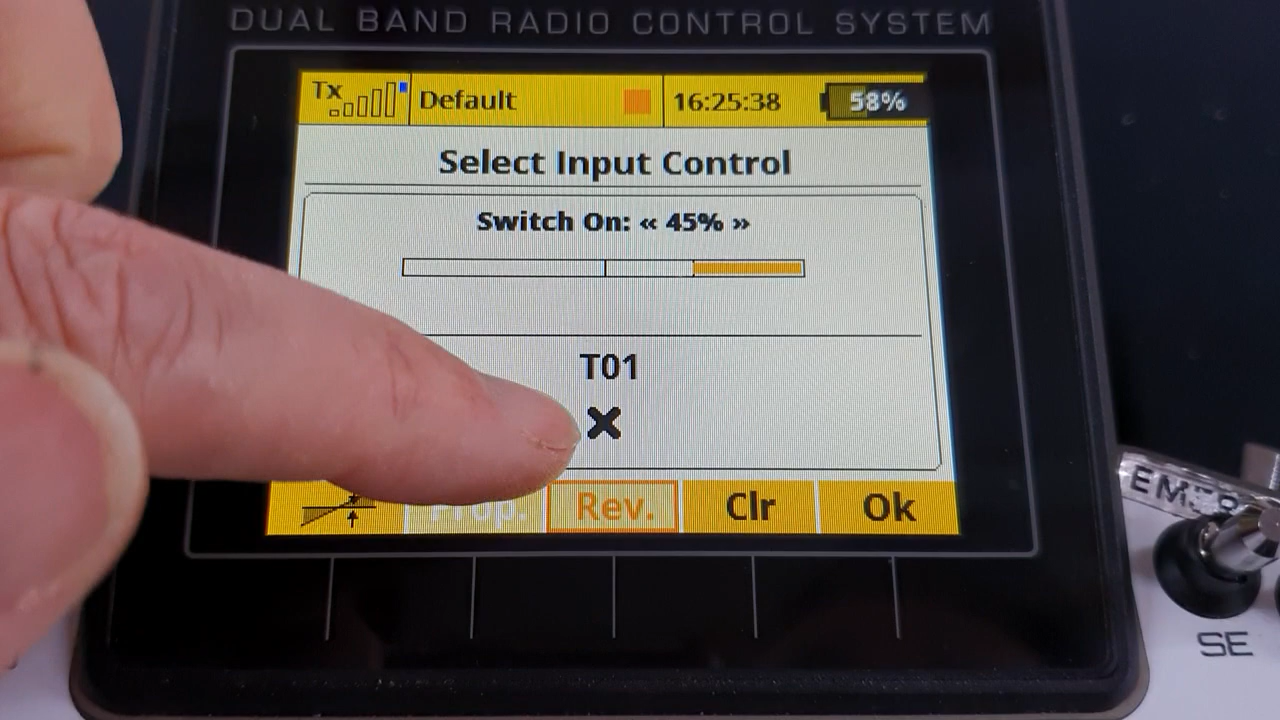 DUAL BAND RADIO CONTROL SYSTEM
Tx Default 16:25:38 58%
Select Input Control
Switch On: « 45% »
T01
Prop. Rev. Clr Ok
SE